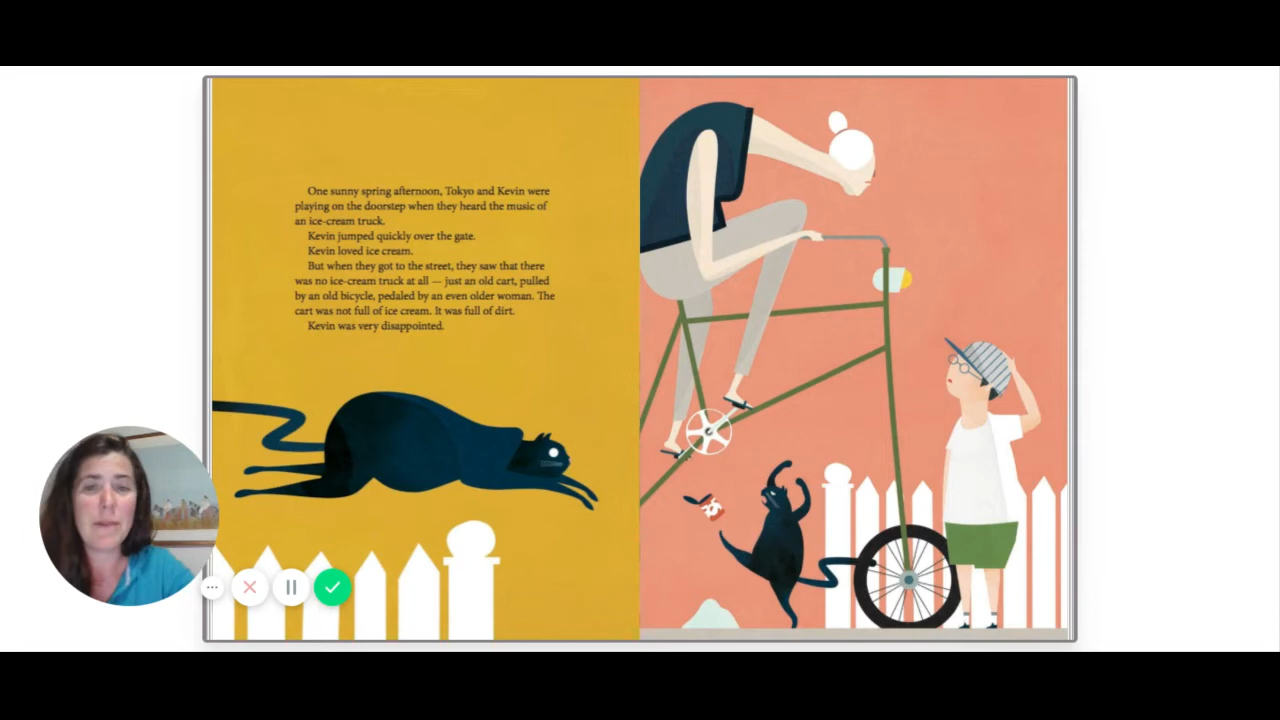 One sunny spring afternoon, Tokyo and Kevin were
playing on the doorstep when they heard the music of
an ice-cream truck.
Kevin jumped quickly over the gate.
Kevin loved ice cream.
But when they got to the street, they saw that there
was no ice-cream truck at all — just an old cart, pulled
by an old bicycle, pedaled by an even older woman. The
cart was not full of ice cream. It was full of dirt.
Kevin was very disappointed.